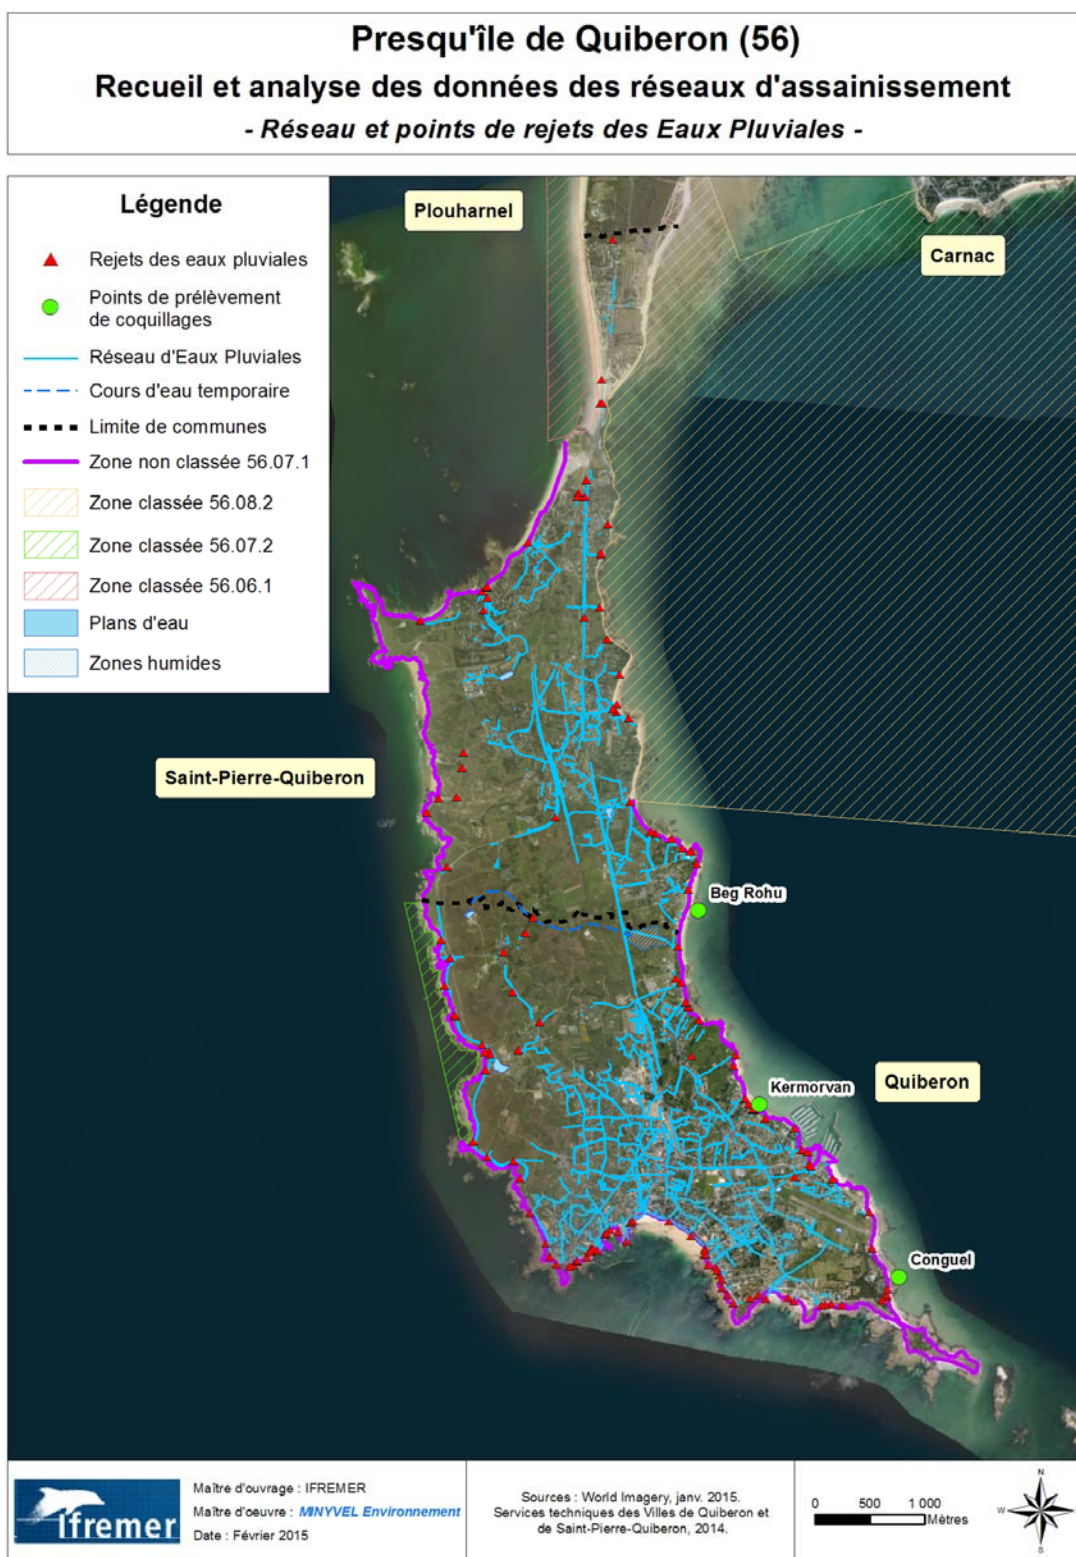 Presqu'île de Quiberon (56)
Recueil et analyse des données des réseaux d'assainissement
- Réseau et points de rejets des Eaux Pluviales -
Légende
Rejets des eaux pluviales
Points de prélèvement
de coquillages
Réseau d'Eaux Pluviales
Cours d'eau temporaire
Limite de communes
Zone non classée 56.07.1
Zone classée 56.08.2
Zone classée 56.07.2
Zone classée 56.06.1
Plans d'eau
Zones humides
Plouharnel
Carnac
Saint-Pierre-Quiberon
Beg Rohu
Kermorvan
Quiberon
Conguel
Ifremer
Maître d'ouvrage : IFREMER
Maître d'oeuvre : MINYVEL Environnement
Date : Février 2015
Sources : World Imagery, janv. 2015.
Services techniques des Villes de Quiberon et
de Saint-Pierre-Quiberon, 2014.
0 500 1 000
Mètres
N
W E
S